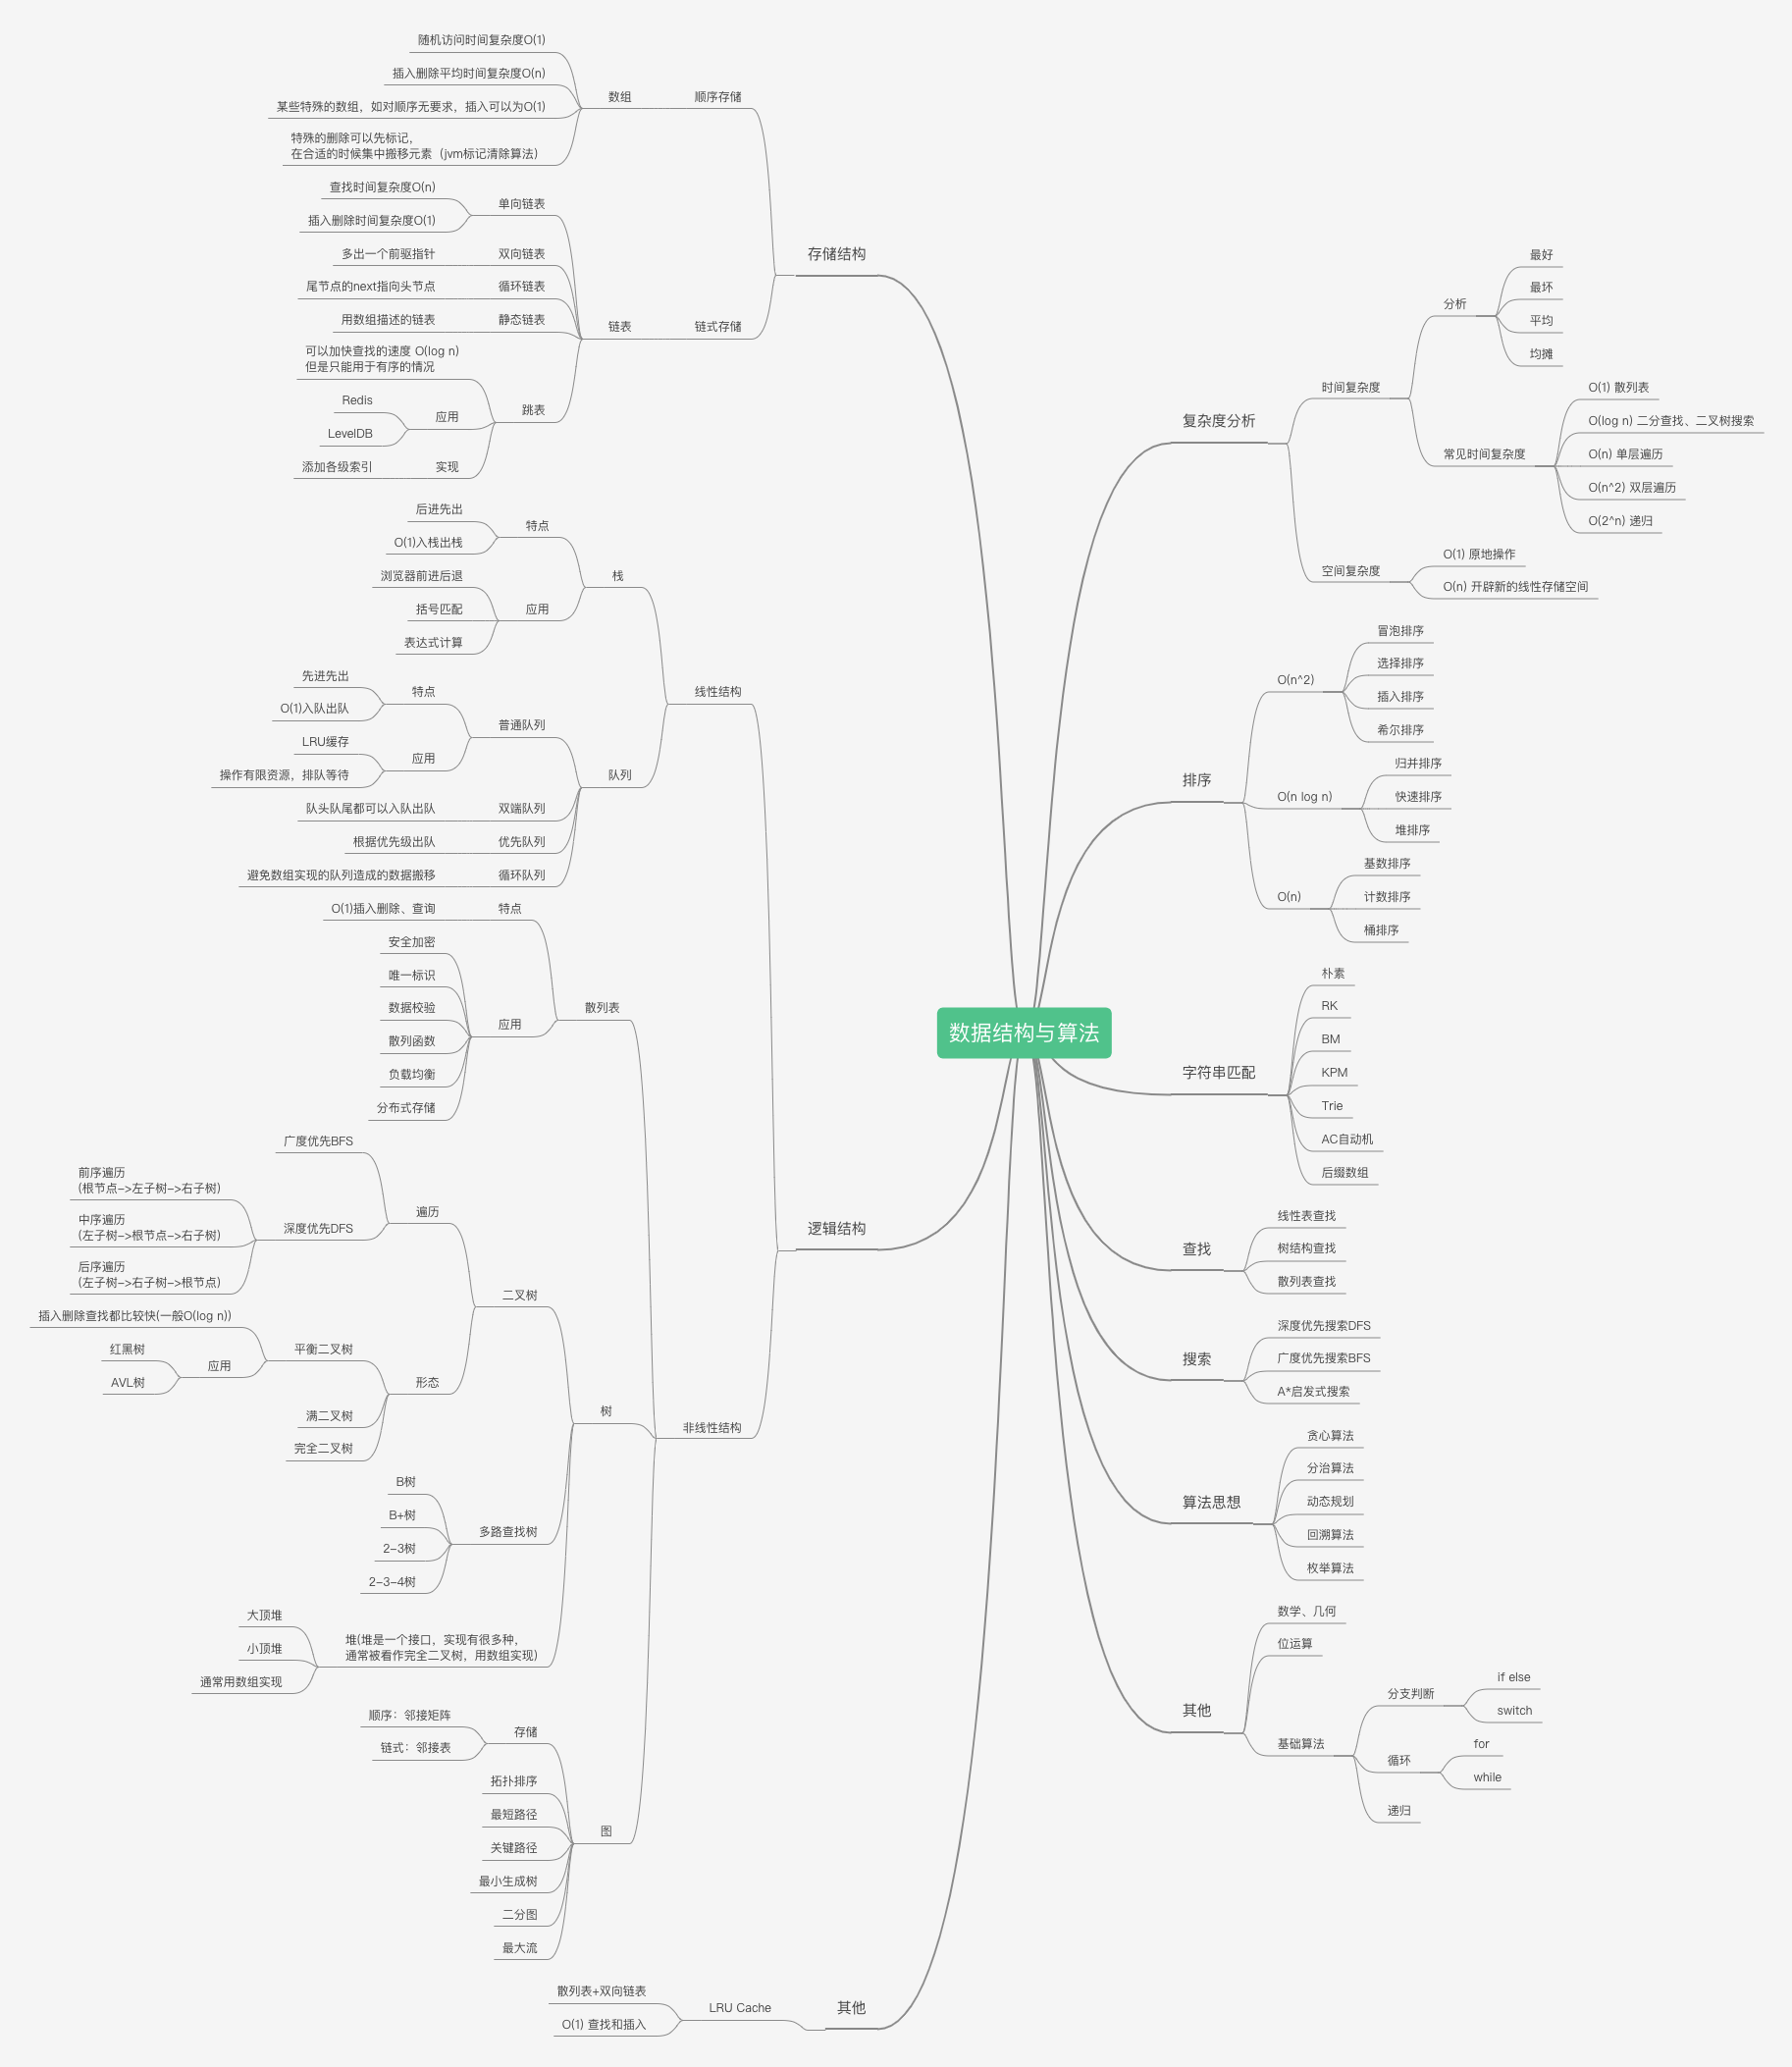 数据结构与算法
存储结构
顺序存储
数组
随机访问时间复杂度O(1)
插入删除平均时间复杂度O(n)
某些特殊的数组，如对顺序无要求，插入可以为O(1)
特殊的删除可以先标记，
在合适的时候集中搬移元素（jvm标记清除算法）
链式存储
链表
单向链表
查找时间复杂度O(n)
插入删除时间复杂度O(1)
双向链表
多出一个前驱指针
循环链表
尾节点的next指向头节点
静态链表
用数组描述的链表
跳表
可以加快查找的速度 O(log n)
但是只能用于有序的情况
应用
Redis
LevelDB
实现
添加各级索引
逻辑结构
线性结构
栈
特点
后进先出
O(1)入栈出栈
应用
浏览器前进后退
括号匹配
表达式计算
队列
普通队列
特点
先进先出
O(1)入队出队
应用
LRU缓存
操作有限资源，排队等待
双端队列
队头队尾都可以入队出队
优先队列
根据优先级出队
循环队列
避免数组实现的队列造成的数据搬移
非线性结构
散列表
特点
O(1)插入删除、查询
应用
安全加密
唯一标识
数据校验
散列函数
负载均衡
分布式存储
树
二叉树
遍历
广度优先BFS
深度优先DFS
前序遍历
(根节点->左子树->右子树)
中序遍历
(左子树->根节点->右子树)
后序遍历
(左子树->右子树->根节点)
形态
平衡二叉树
插入删除查找都比较快(一般O(log n))
应用
红黑树
AVL树
满二叉树
完全二叉树
多路查找树
B树
B+树
2-3树
2-3-4树
堆(堆是一个接口，实现有很多种，
通常被看作完全二叉树，用数组实现)
大顶堆
小顶堆
通常用数组实现
图
存储
顺序：邻接矩阵
链式：邻接表
拓扑排序
最短路径
关键路径
最小生成树
二分图
最大流
其他
LRU Cache
散列表+双向链表
O(1) 查找和插入
复杂度分析
时间复杂度
分析
最好
最坏
平均
均摊
常见时间复杂度
O(1) 散列表
O(log n) 二分查找、二叉树搜索
O(n) 单层遍历
O(n^2) 双层遍历
O(2^n) 递归
空间复杂度
O(1) 原地操作
O(n) 开辟新的线性存储空间
排序
O(n^2)
冒泡排序
选择排序
插入排序
希尔排序
O(n log n)
归并排序
快速排序
堆排序
O(n)
基数排序
计数排序
桶排序
字符串匹配
朴素
RK
BM
KPM
Trie
AC自动机
后缀数组
查找
线性表查找
树结构查找
散列表查找
搜索
深度优先搜索DFS
广度优先搜索BFS
A*启发式搜索
算法思想
贪心算法
分治算法
动态规划
回溯算法
枚举算法
其他
数学、几何
位运算
基础算法
分支判断
if else
switch
循环
for
while
递归